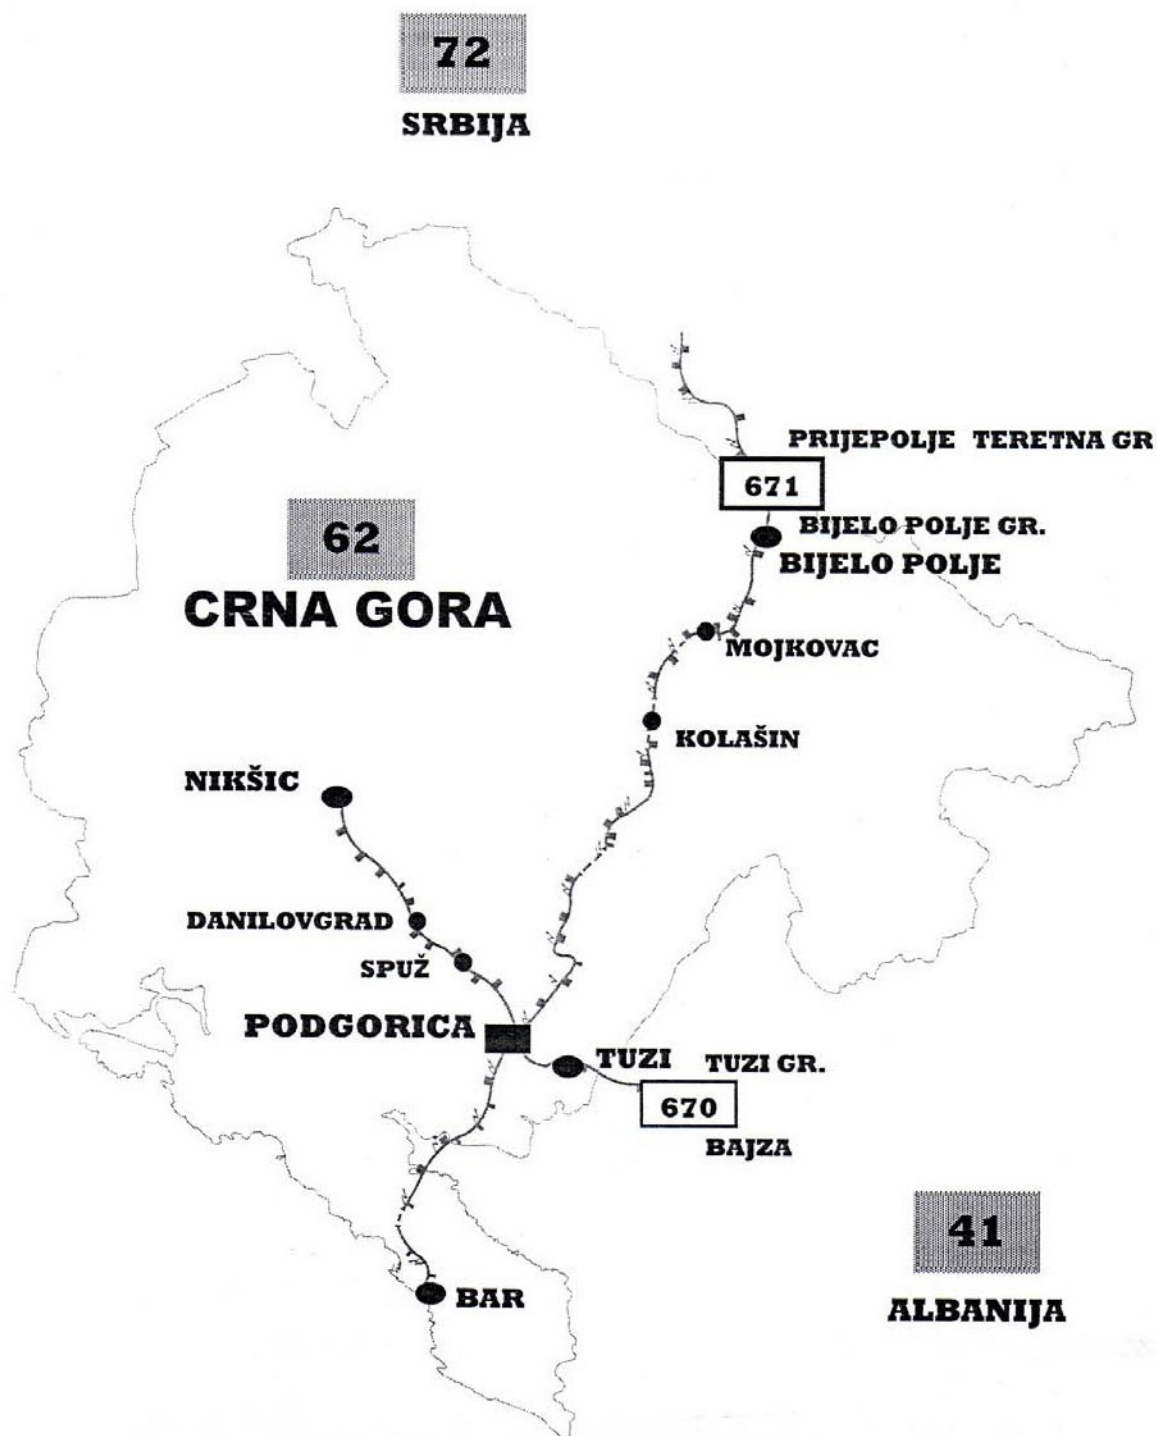 72
SRBIJA
PRIJEPOLJE TERETNA GR
671
BIJELO POLJE GR.
BIJELO POLJE
62
CRNA GORA
MOJKOVAC
KOLAŠIN
NIKŠIC
DANILOVGRAD
SPUŽ
PODGORICA
TUZI
TUZI GR.
670
BAJZA
41
ALBANIJA
BAR